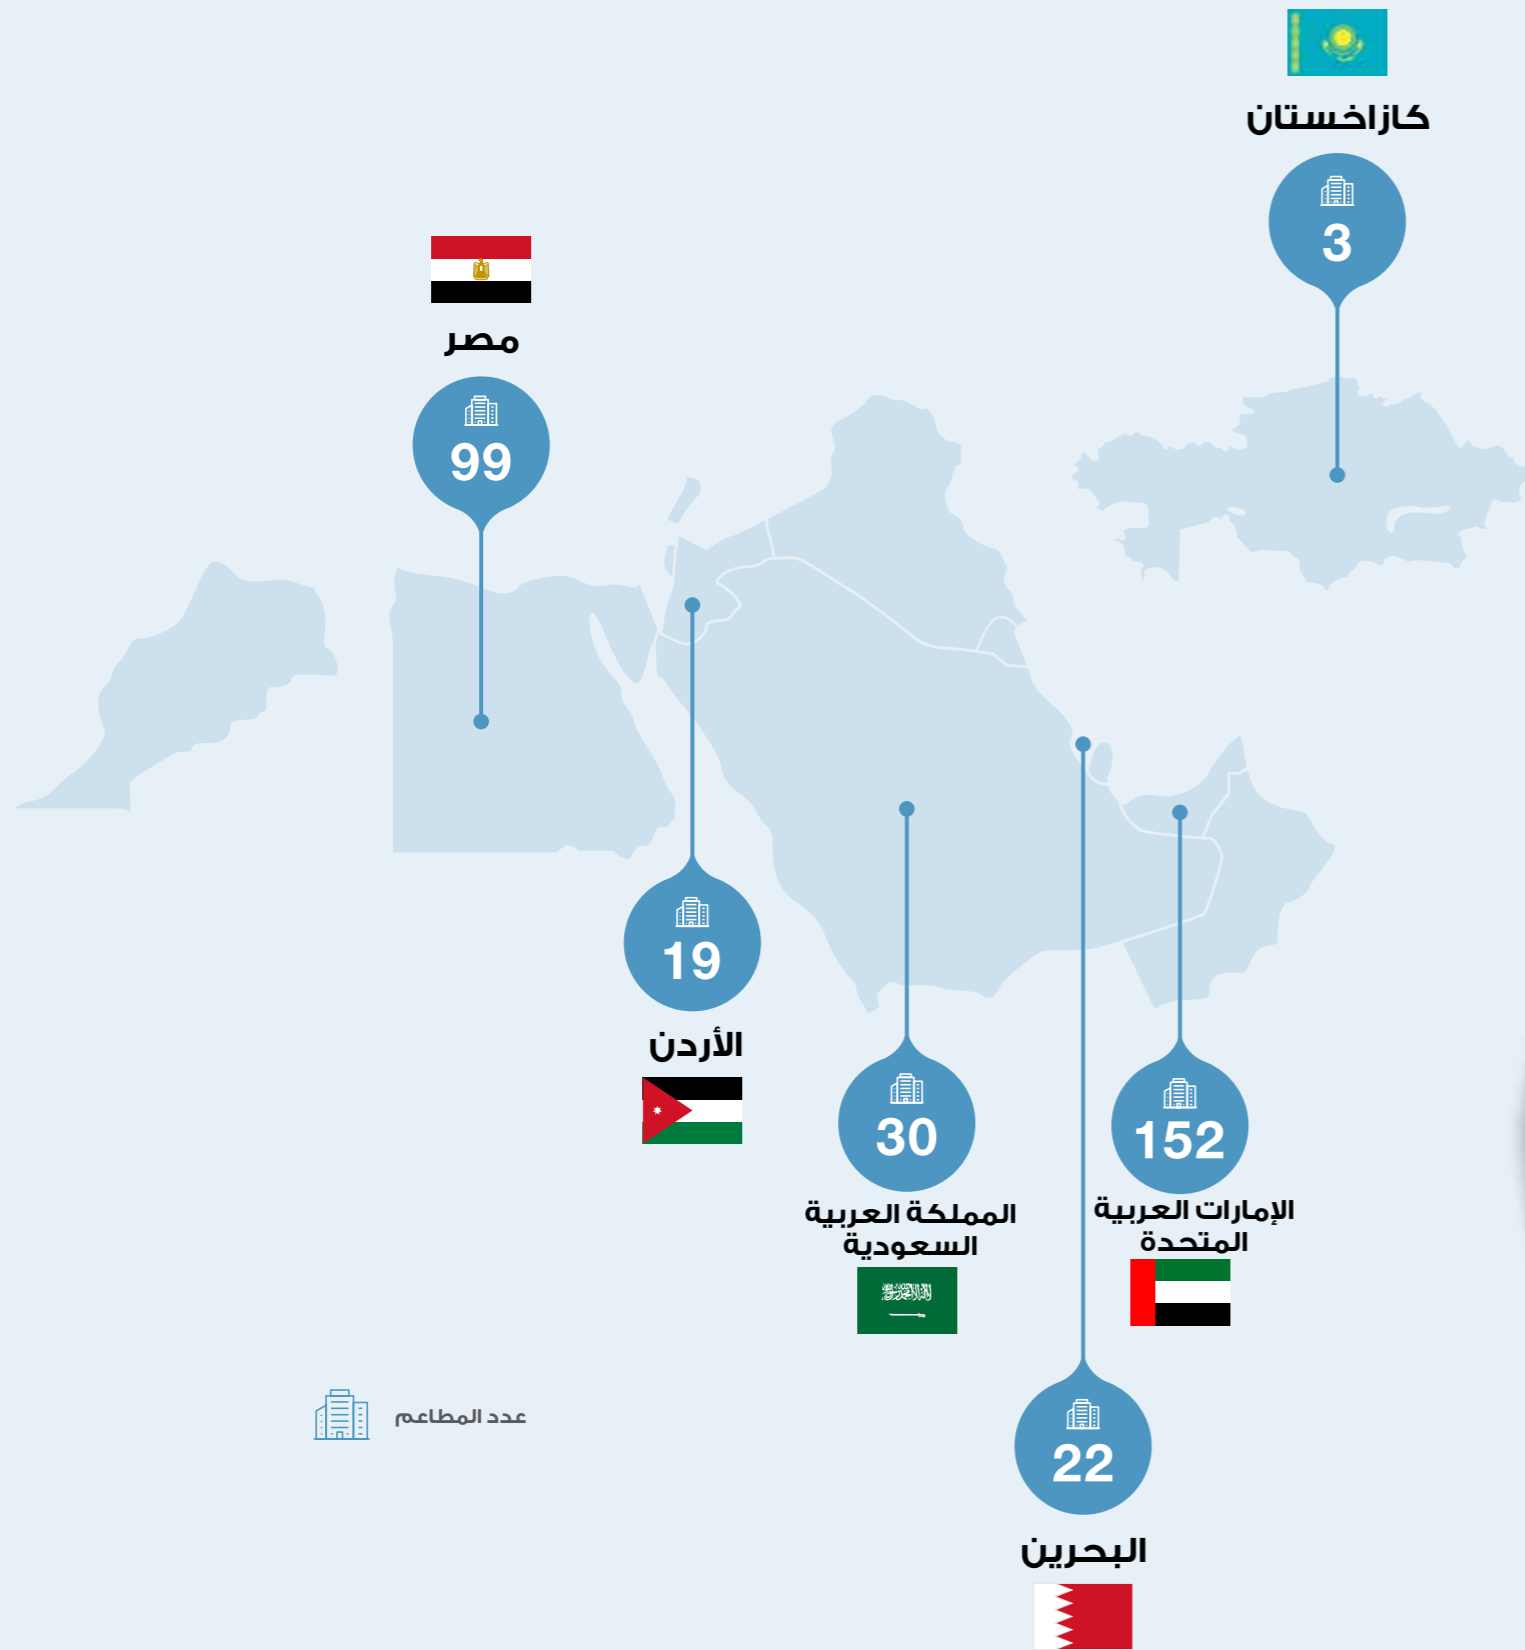 كازاخستان
3
مصر
99
19
الأردن
30
المملكة العربية
السعودية
152
الإمارات العربية
المتحدة
22
البحرين
عدد المطاعم